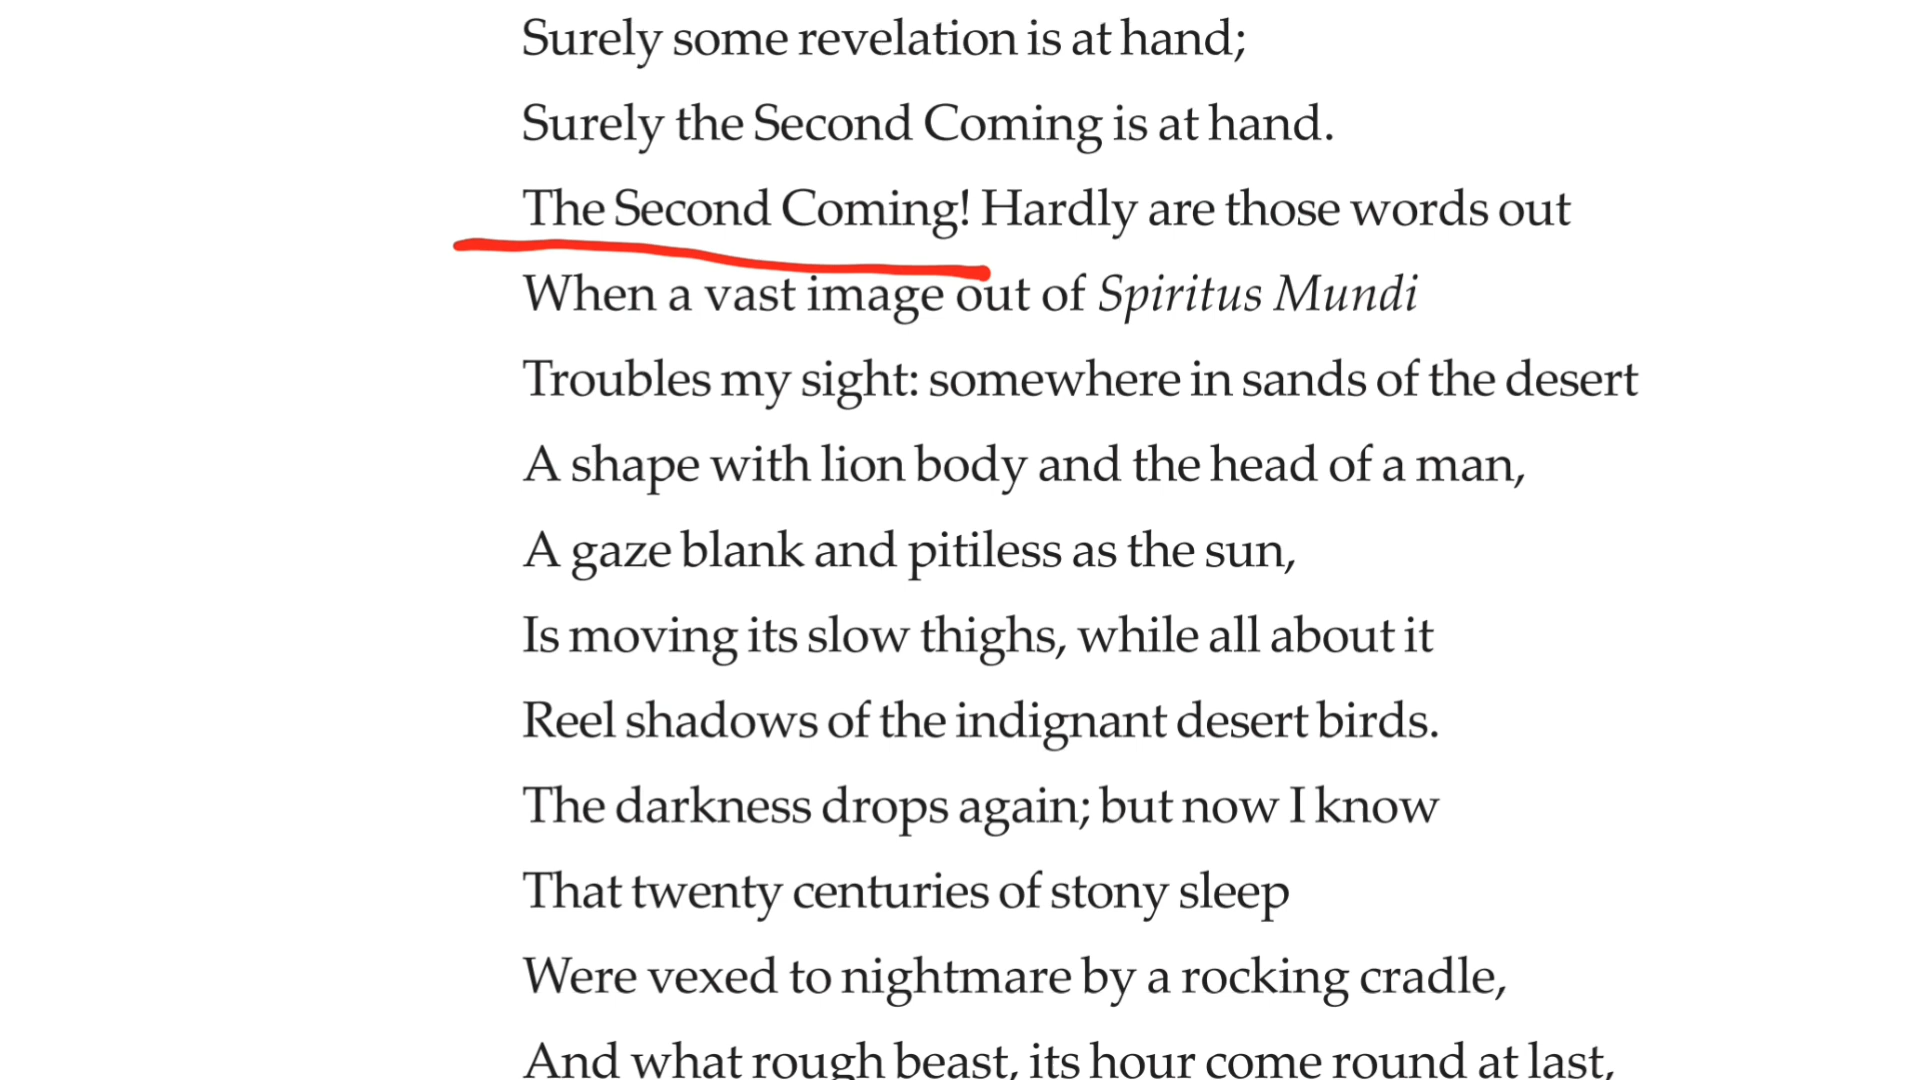 Surely some revelation is at hand;
Surely the Second Coming is at hand.
The Second Coming! Hardly are those words out
When a vast image out of Spiritus Mundi
Troubles my sight: somewhere in sands of the desert
A shape with lion body and the head of a man,
A gaze blank and pitiless as the sun,
Is moving its slow thighs, while all about it
Reel shadows of the indignant desert birds.
The darkness drops again; but now I know
That twenty centuries of stony sleep
Were vexed to nightmare by a rocking cradle,
And what rough beast, its hour come round at last,